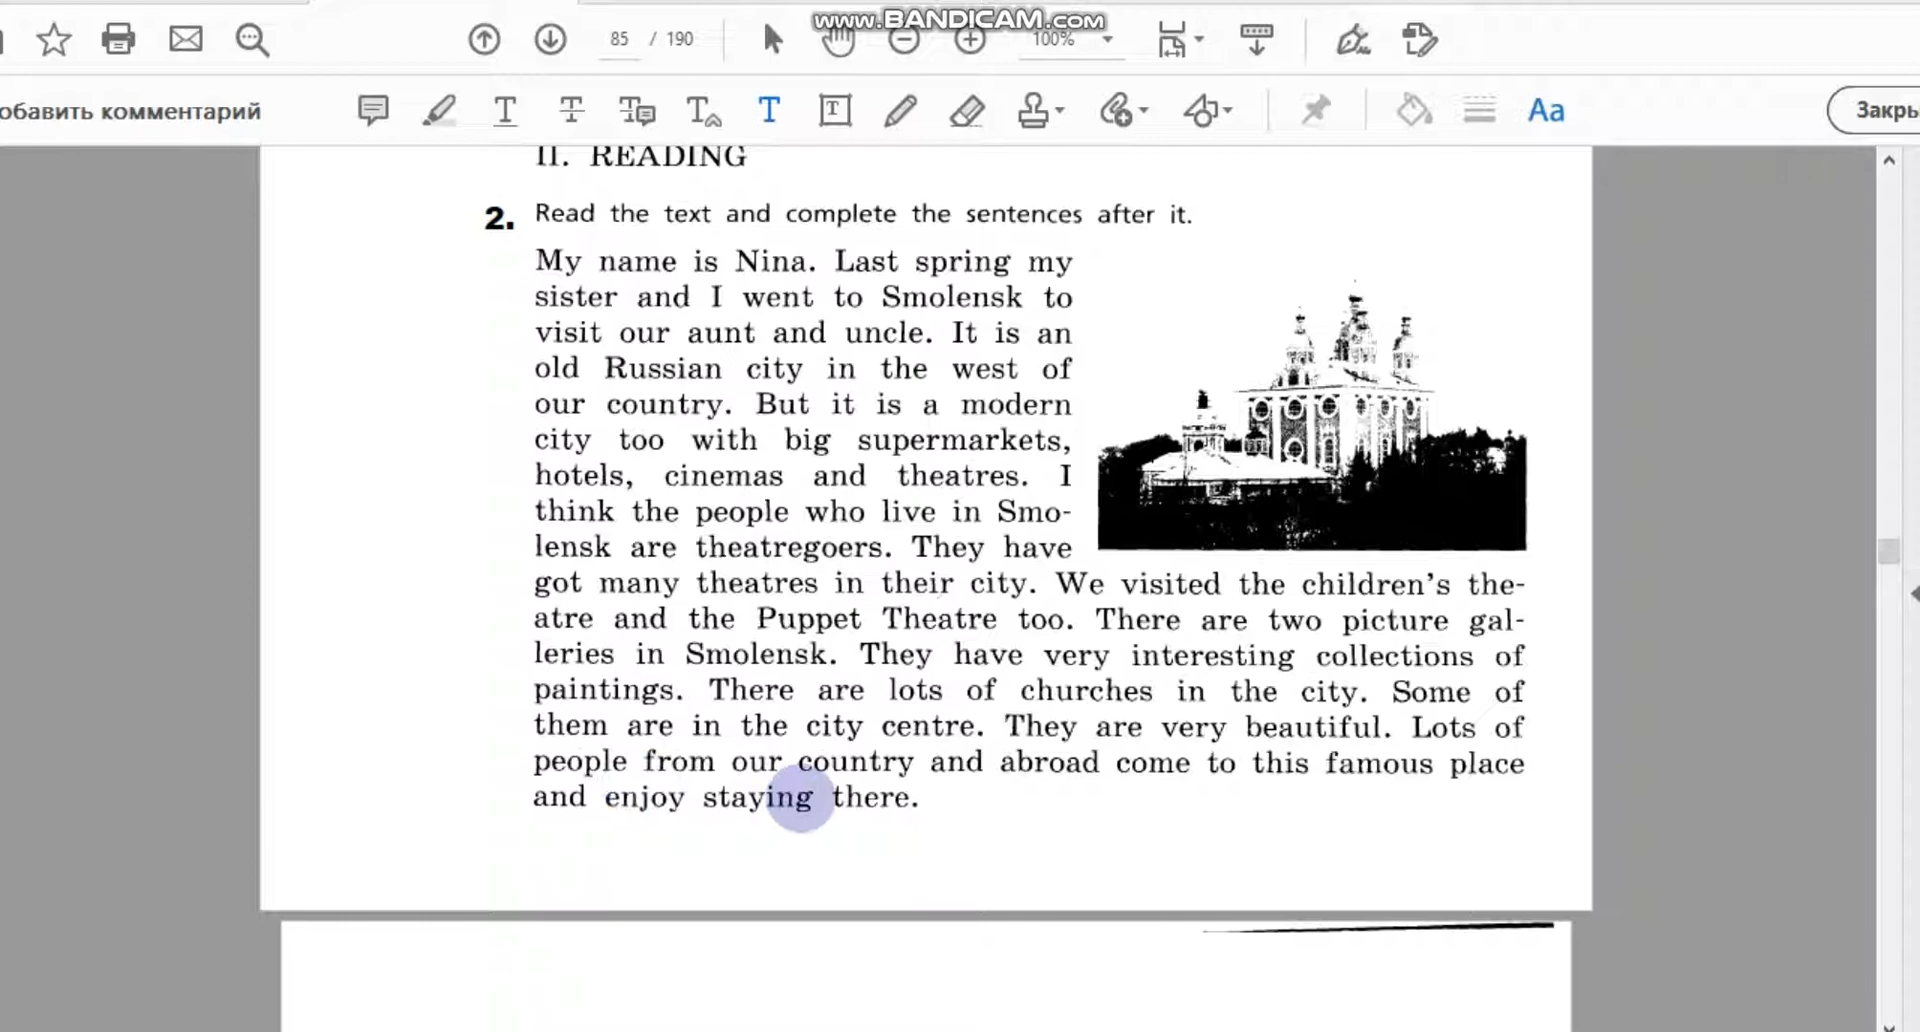 www.BANDICAM.com
85 / 190
100%
обавить комментарий
Aa
Закры
II. READING
2. Read the text and complete the sentences after it.
My name is Nina. Last spring my
sister and I went to Smolensk to
visit our aunt and uncle. It is an
old Russian city in the west of
our country. But it is a modern
city too with big supermarkets,
hotels, cinemas and theatres. I
think the people who live in Smo-
lensk are theatregoers. They have
got many theatres in their city. We visited the children's the-
atre and the Puppet Theatre too. There are two picture gal-
leries in Smolensk. They have very interesting collections of
paintings. There are lots of churches in the city. Some of
them are in the city centre. They are very beautiful. Lots of
people from our country and abroad come to this famous place
and enjoy staying there.